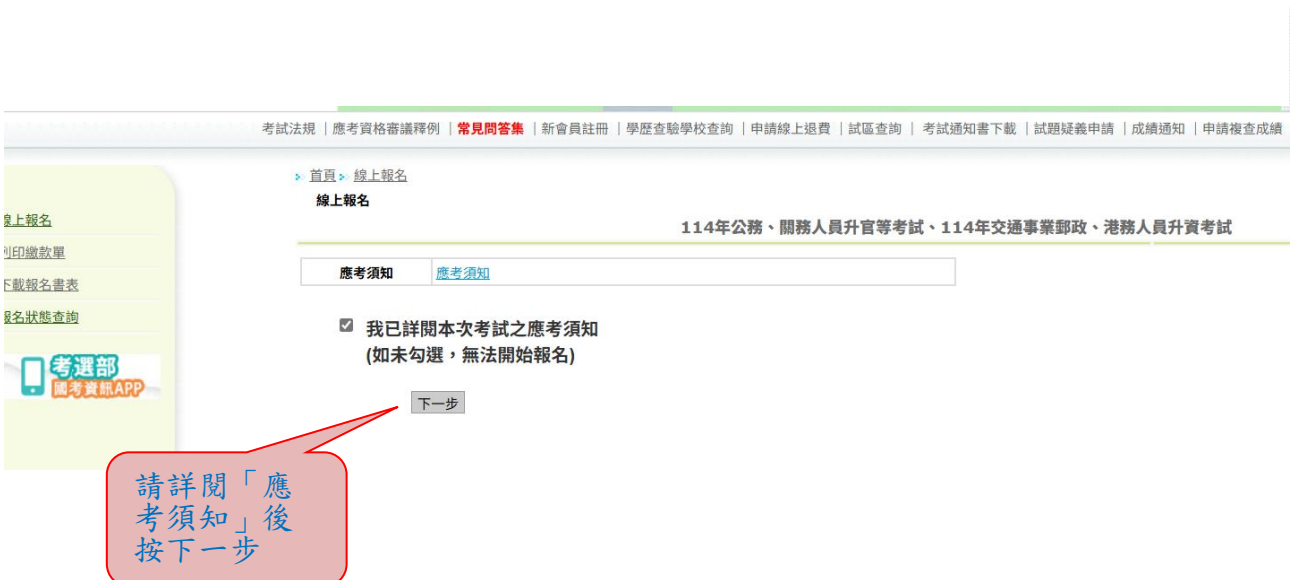 考試法規 | 應考資格審議釋例 | 常見問答集 | 新會員註冊 | 學歷查驗學校查詢 | 申請線上退費 | 試區查詢 | 考試通知書下載 | 試題疑義申請 | 成績通知 | 申請複查成績
首頁 線上報名
線上報名
114年公務、關務人員升官等考試、114年交通事業郵政、港務人員升資考試
線上報名
列印繳款單
下載報名書表
報名狀態查詢
考選部
國考資訊APP
應考須知 應考須知
我已詳閱本次考試之應考須知
(如未勾選，無法開始報名)
下一步
請詳閱「應
考須知」後
按下一步